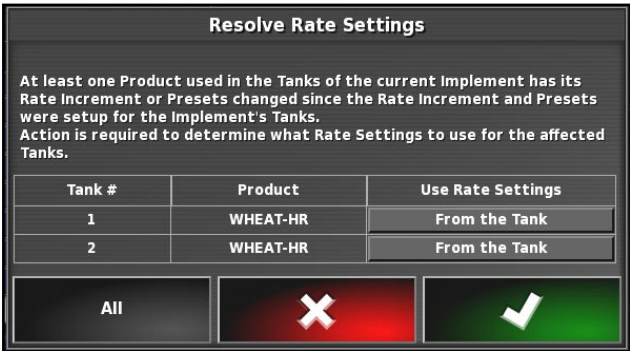 Resolve Rate Settings
At least one Product used in the Tanks of the current Implement has its
Rate Increment or Presets changed since the Rate Increment and Presets
were setup for the Implement's Tanks.
Action is required to determine what Rate Settings to use for the affected
Tanks.
Tank # Product Use Rate Settings
1 WHEAT-HR From the Tank
2 WHEAT-HR From the Tank
All